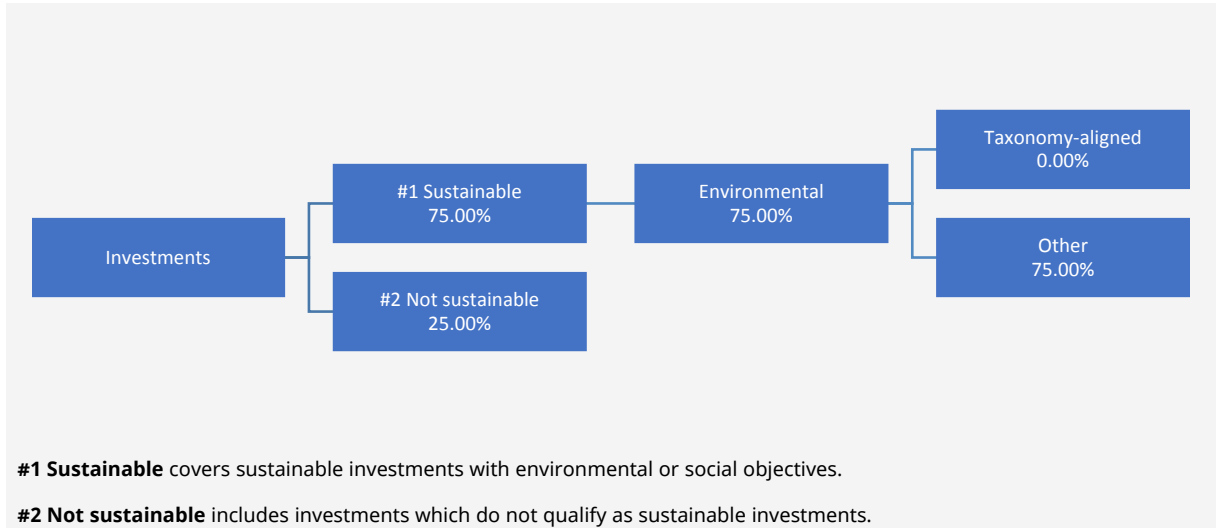 Investments
#1 Sustainable
75.00%
#2 Not sustainable
25.00%
Environmental
75.00%
Taxonomy-aligned
0.00%
Other
75.00%
#1 Sustainable covers sustainable investments with environmental or social objectives.
#2 Not sustainable includes investments which do not qualify as sustainable investments.